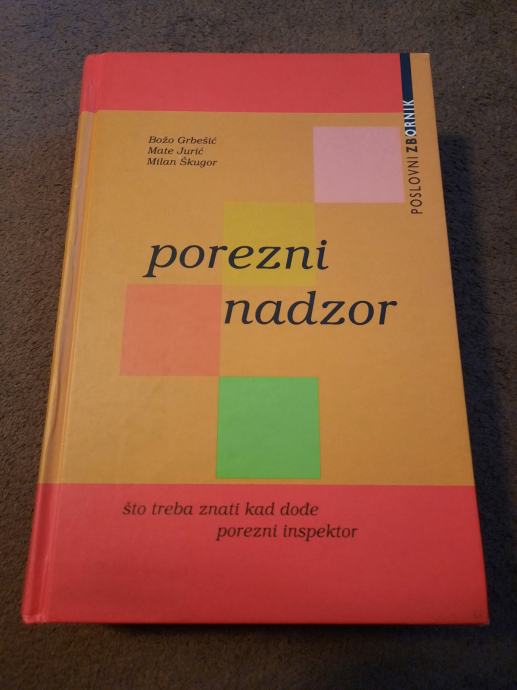 Božo Grbešić
Mate Jurić
Milan Škugor
POSLOVNI ZBORNIK
porezni
nadzor
što treba znati kad dođe
porezni inspektor